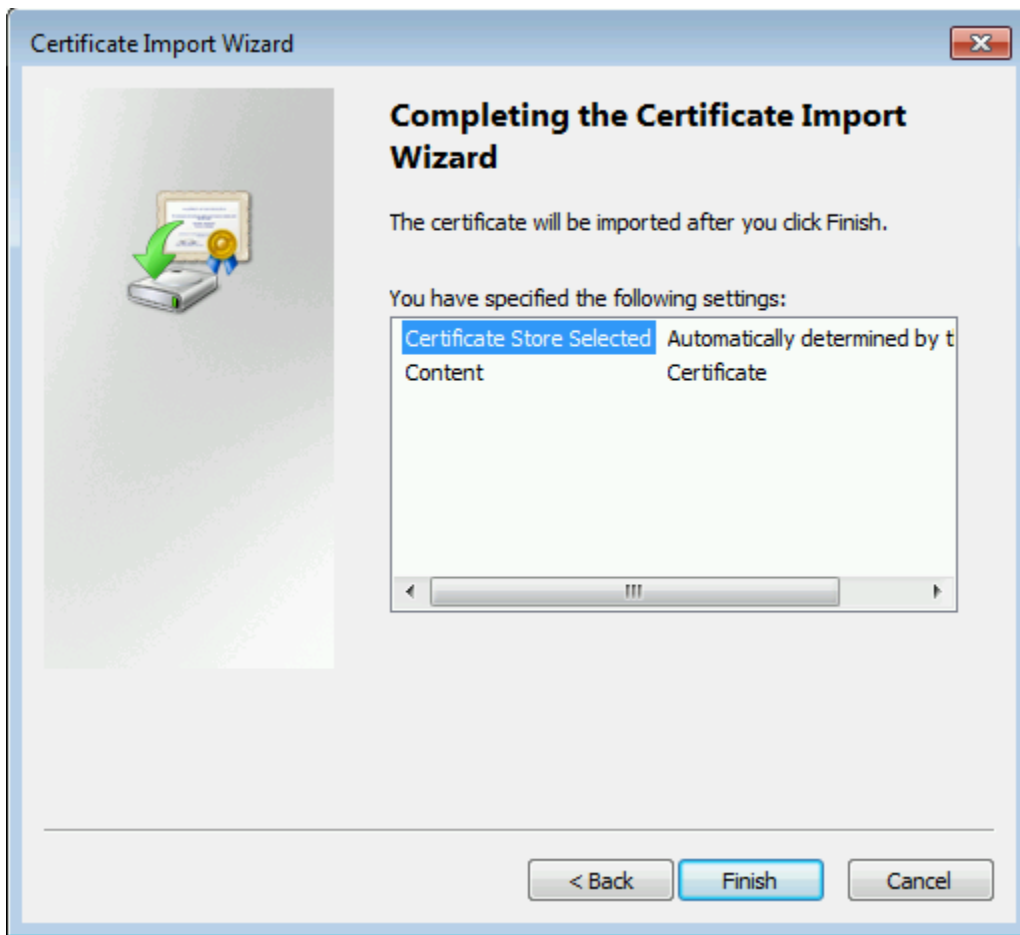 Certificate Import Wizard
Completing the Certificate Import
Wizard
The certificate will be imported after you click Finish.
You have specified the following settings:
Certificate Store Selected Automatically determined by t
Content Certificate
< Back Finish Cancel